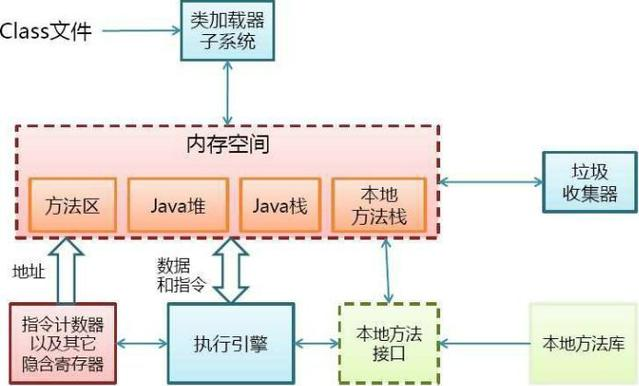 Class文件
类加载器
子系统
内存空间
方法区
Java堆
Java栈
本地
方法栈
垃圾
收集器
地址
数据
和指令
指令计数器
以及其它
隐含寄存器
执行引擎
本地方法
接口
本地方法库